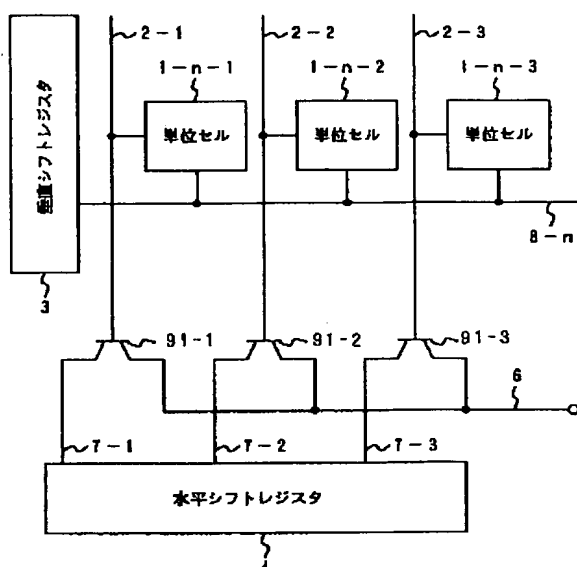 2-1
2-2
2-3
1-n-1
1-n-2
1-n-3
垂直シフトレジスタ
単位セル
単位セル
単位セル
8-n
3
91-1
91-2
91-3
6
7-1
7-2
7-3
水平シフトレジスタ